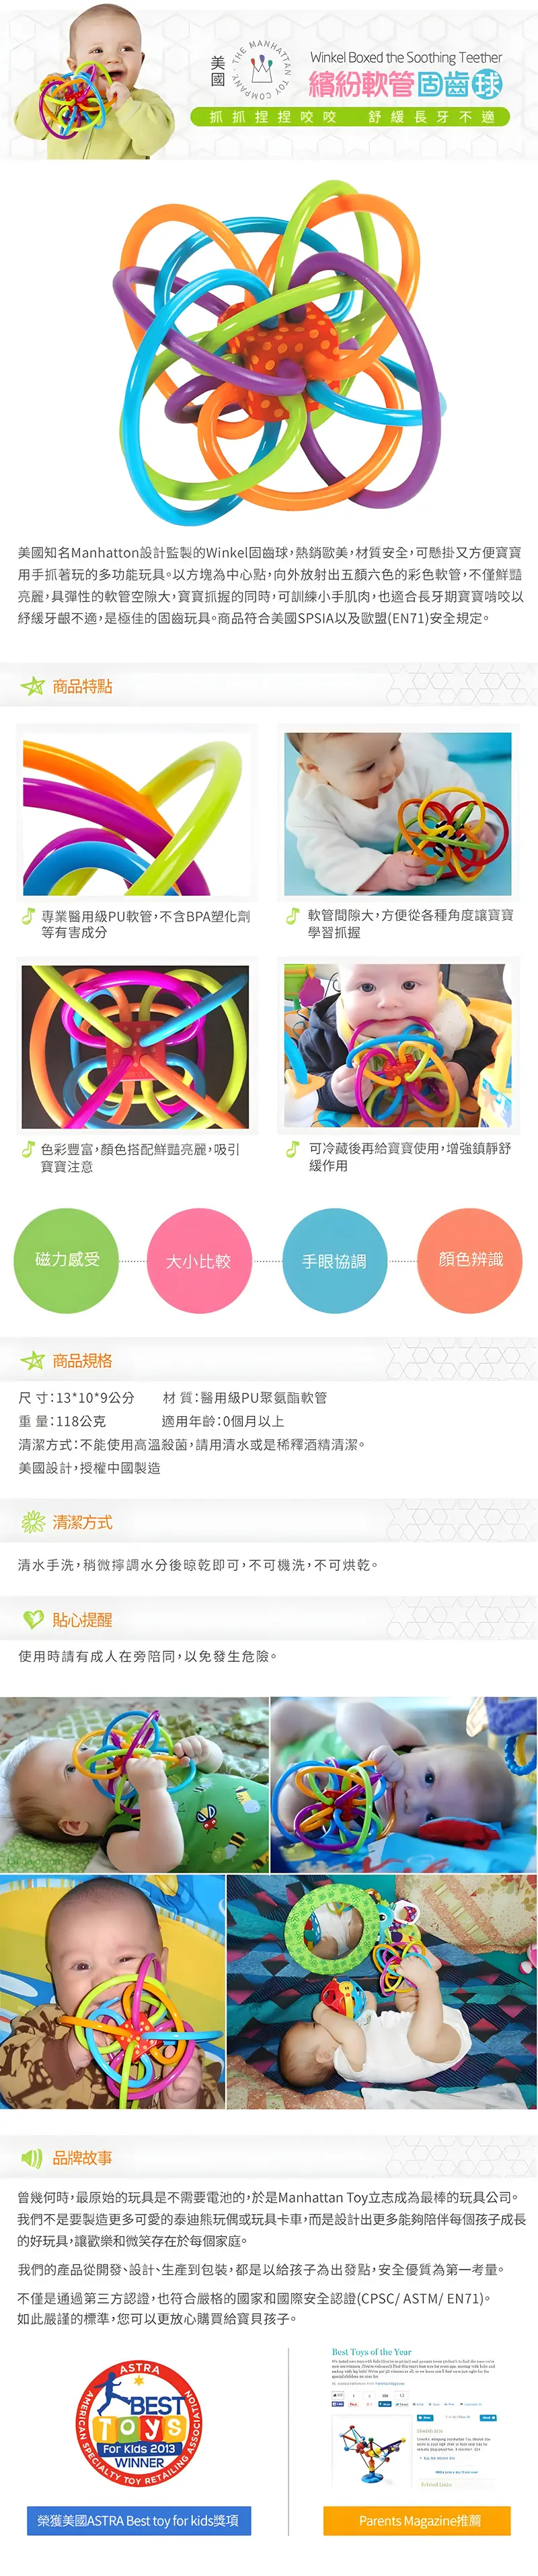 美國
THE MANHATTAN TOY COMPANY
Winkel Boxed the Soothing Teether
繽紛軟管固齒球
抓抓捏捏咬咬 舒緩長牙不適
美國知名Manhatton設計監製的Winkel固齒球,熱銷歐美,材質安全,可懸掛又方便寶寶
用手抓著玩的多功能玩具。以方塊為中心點,向外放射出五顏六色的彩色軟管,不僅鮮豔
亮麗,具彈性的軟管空隙大,寶寶抓握的同時,可訓練小手肌肉,也適合長牙期寶寶啃咬以
紓緩牙齦不適,是極佳的固齒玩具。商品符合美國SPSIA以及歐盟(EN71)安全規定。
商品特點
專業醫用級PU軟管,不含BPA塑化劑
等有害成分
軟管間隙大,方便從各種角度讓寶寶
學習抓握
色彩豐富,顏色搭配鮮豔亮麗,吸引
寶寶注意
可冷藏後再給寶寶使用,增強鎮靜舒
緩作用
磁力感受
大小比較
手眼協調
顏色辨識
商品規格
尺 寸:13*10*9公分 材 質:醫用級PU聚氨酯軟管
重 量:118公克 適用年齡:0個月以上
清潔方式:不能使用高溫殺菌,請用清水或是稀釋酒精清潔。
美國設計,授權中國製造
清潔方式
清水手洗,稍微擰調水分後晾乾即可,不可機洗,不可烘乾。
貼心提醒
使用時請有成人在旁陪同,以免發生危險。
品牌故事
曾幾何時,最原始的玩具是不需要電池的,於是Manhattan Toy立志成為最棒的玩具公司。
我們不是要製造更多可愛的泰迪熊玩偶或玩具卡車,而是設計出更多能夠陪伴每個孩子成長
的好玩具,讓歡樂和微笑存在於每個家庭。
我們的產品從開發、設計、生產到包裝,都是以給孩子為出發點,安全優質為第一考量。
不僅是通過第三方認證,也符合嚴格的國家和國際安全認證(CPSC/ ASTM/ EN71)。
如此嚴謹的標準,您可以更放心購買給寶貝孩子。
ASTRA
BEST
TOYS
For Kids 2013
WINNER
AMERICAN SPECIALTY TOY RETAILING ASSOCIATION
榮獲美國ASTRA Best toy for kids獎項
Best Toys of the Year
Related Links
Parents Magazine推薦